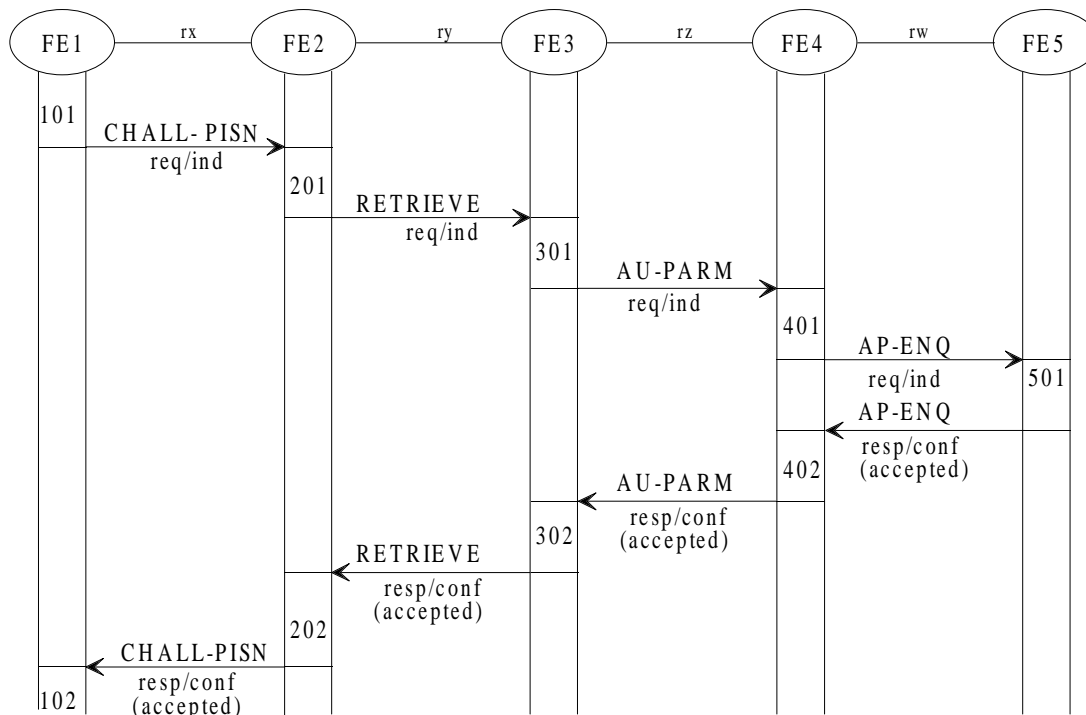 FE1 rx FE2 ry FE3 rz FE4 rw FE5
101
CHALL-PISN
req/ind
201
RETRIEVE
req/ind
301
AU-PARM
req/ind
401
AP-ENQ
req/ind
501
AP-ENQ
resp/conf
(accepted)
402
AU-PARM
resp/conf
(accepted)
302
RETRIEVE
resp/conf
(accepted)
202
CHALL-PISN
resp/conf
(accepted)
102